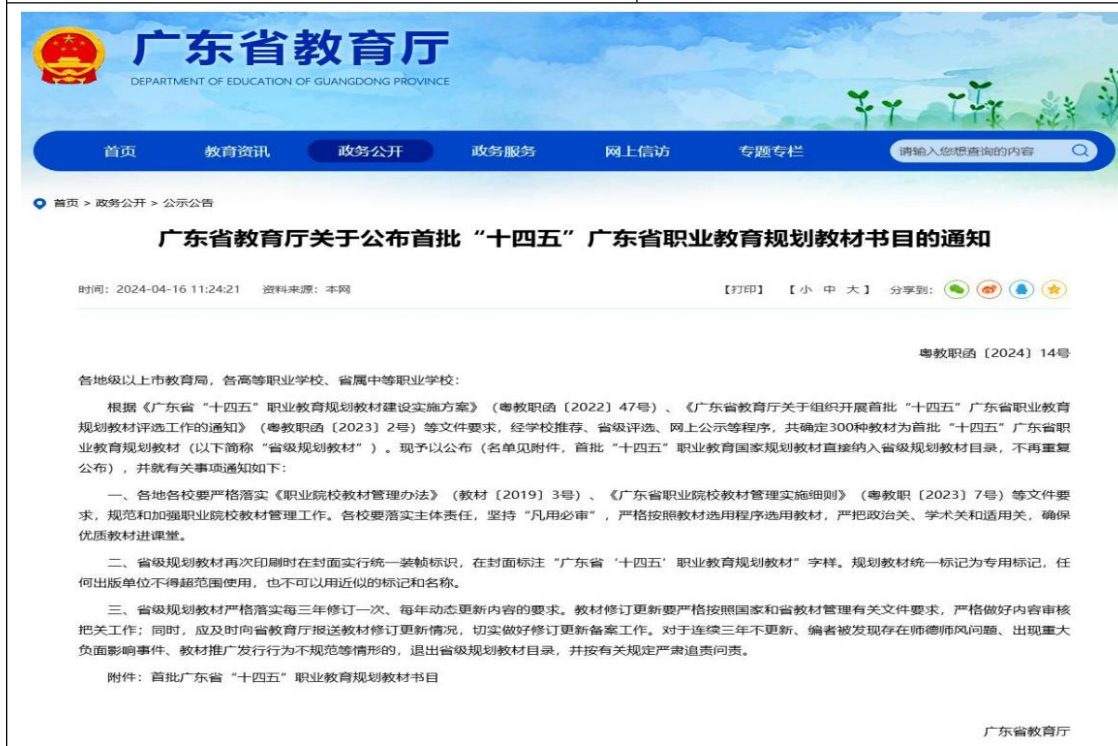 广东省教育厅
DEPARTMENT OF EDUCATION OF GUANGDONG PROVINCE
首页 教育资讯 政务公开 政务服务 网上信访 专题专栏 请输入您想查询的内容
首页 > 政务公开 > 公示公告
广东省教育厅关于公布首批“十四五”广东省职业教育规划教材书目的通知
时间：2024-04-16 11:24:21 资料来源：本网 【打印】 【小 中 大】 分享到：
粤教职函〔2024〕14号
各地级以上市教育局，各高等职业学校、省属中等职业学校：
根据《广东省“十四五”职业教育规划教材建设实施方案》（粤教职函〔2022〕47号）、《广东省教育厅关于组织开展首批“十四五”广东省职业教育
规划教材评选工作的通知》（粤教职函〔2023〕2号）等文件要求，经学校推荐、省级评选、网上公示等程序，共确定300种教材为首批“十四五”广东省职
业教育规划教材（以下简称“省级规划教材”）。现予以公布（名单见附件，首批“十四五”职业教育国家规划教材直接纳入省级规划教材目录，不再重复
公布），并就有关事项通知如下：
一、各地各校要严格落实《职业院校教材管理办法》（教材〔2019〕3号）、《广东省职业院校教材管理实施细则》（粤教职〔2023〕7号）等文件要
求，规范和加强职业院校教材管理工作。各校要落实主体责任，坚持“凡用必审”，严格按照教材选用程序选用教材，严把政治关、学术关和适用关，确保
优质教材进课堂。
二、省级规划教材再次印刷时在封面实行统一装帧标识，在封面标注“广东省‘十四五’职业教育规划教材”字样。规划教材统一标记为专用标记，任
何出版单位不得超范围使用，也不可以用近似的标记和名称。
三、省级规划教材严格落实每三年修订一次、每年动态更新内容的要求。教材修订更新要严格按照国家和省教材管理有关文件要求，严格做好内容审核
把关工作；同时，应及时向省教育厅报送教材修订更新情况，切实做好修订更新备案工作。对于连续三年不更新、编者被发现存在师德师风问题、出现重大
负面影响事件、教材推广发行行为不规范等情形的，退出省级规划教材目录，并按有关规定严肃追责问责。
附件：首批广东省“十四五”职业教育规划教材书目
广东省教育厅